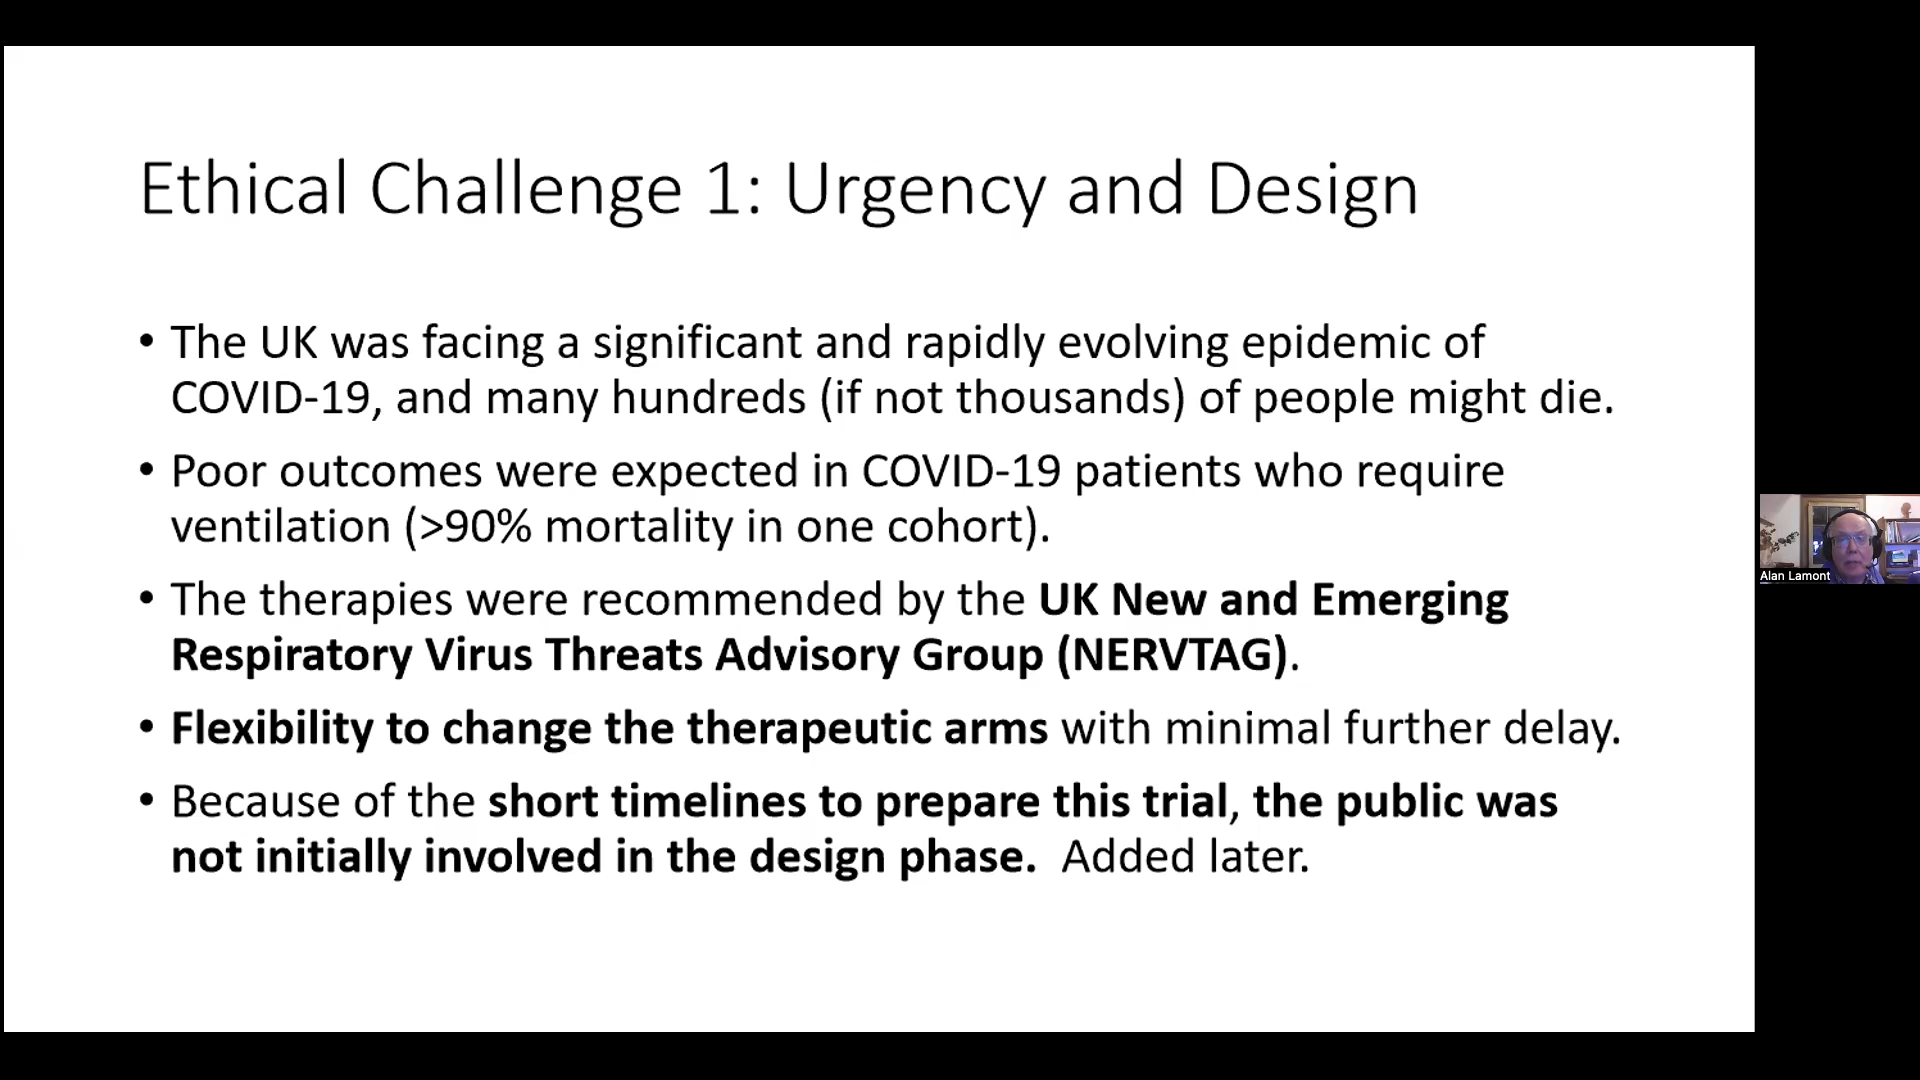 Ethical Challenge 1: Urgency and Design
• The UK was facing a significant and rapidly evolving epidemic of
COVID-19, and many hundreds (if not thousands) of people might die.
• Poor outcomes were expected in COVID-19 patients who require
ventilation (>90% mortality in one cohort).
• The therapies were recommended by the UK New and Emerging
Respiratory Virus Threats Advisory Group (NERVTAG).
• Flexibility to change the therapeutic arms with minimal further delay.
• Because of the short timelines to prepare this trial, the public was
not initially involved in the design phase.  Added later.
Alan Lamont